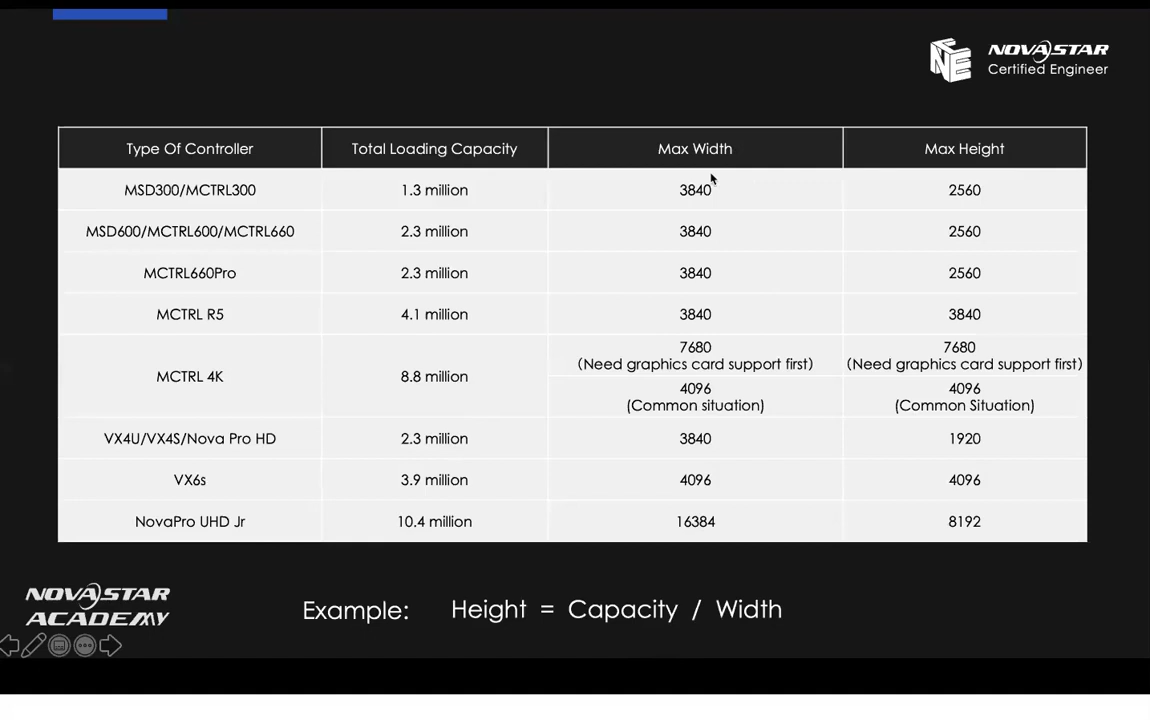 NE NOVASTAR
Certified Engineer
Type Of Controller Total Loading Capacity Max Width Max Height
MSD300/MCTRL300 1.3 million 3840 2560
MSD600/MCTRL600/MCTRL660 2.3 million 3840 2560
MCTRL660Pro 2.3 million 3840 2560
MCTRL R5 4.1 million 3840 3840
MCTRL 4K 8.8 million 7680 7680
(Need graphics card support first) (Need graphics card support first)
4096 4096
(Common situation) (Common Situation)
VX4U/VX4S/Nova Pro HD 2.3 million 3840 1920
VX6s 3.9 million 4096 4096
NovaPro UHD Jr 10.4 million 16384 8192
NOVASTAR
ACADEMY
Example: Height = Capacity / Width